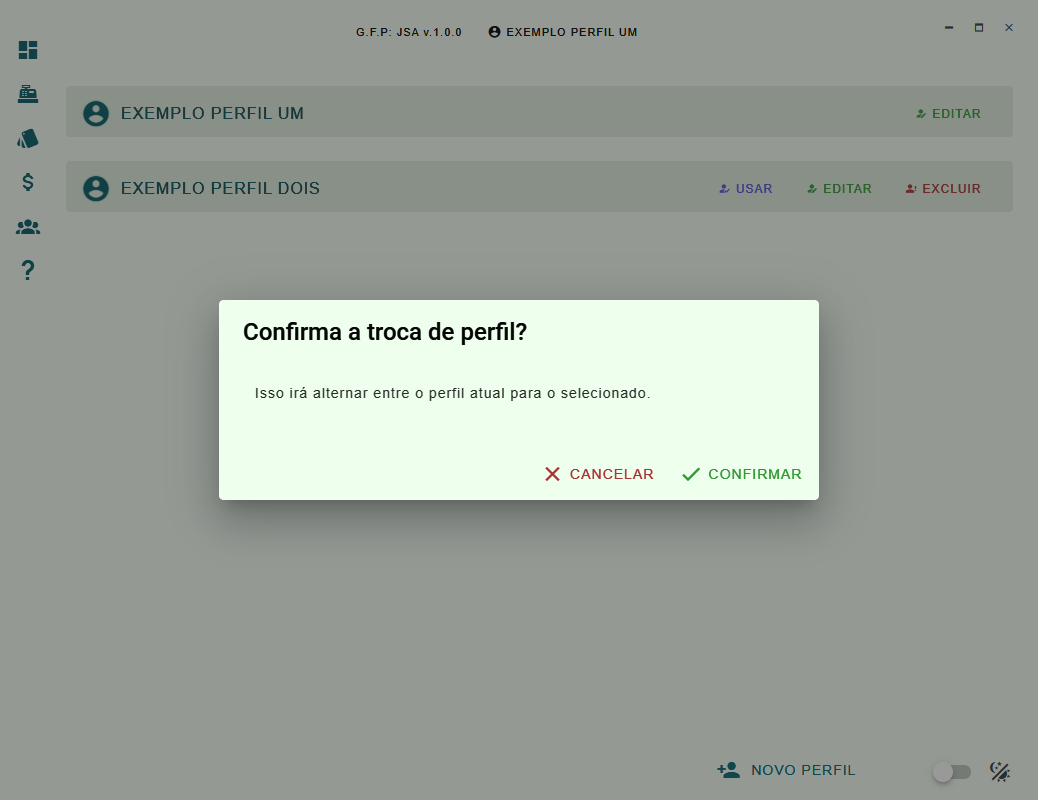 G.F.P: JSA v.1.0.0 EXEMPLO PERFIL UM
EXEMPLO PERFIL UM EDITAR
EXEMPLO PERFIL DOIS USAR EDITAR EXCLUIR
Confirma a troca de perfil?
Isso irá alternar entre o perfil atual para o selecionado.
CANCELAR CONFIRMAR
NOVO PERFIL